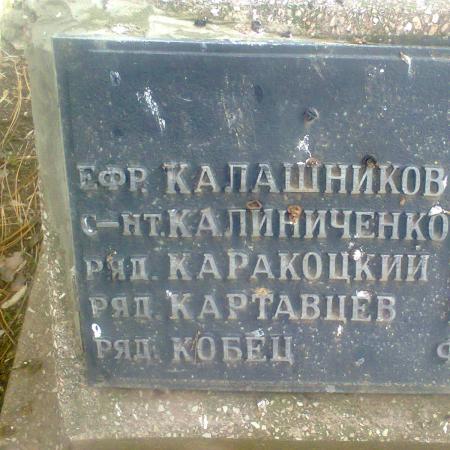 ЕФР. КАЛАШНИКОВ
С-НТ. КАЛИНИЧЕНКО
РЯД. КАРАКОЦКИЙ
РЯД. КАРТАВЦЕВ
РЯД. КОБЕЦ